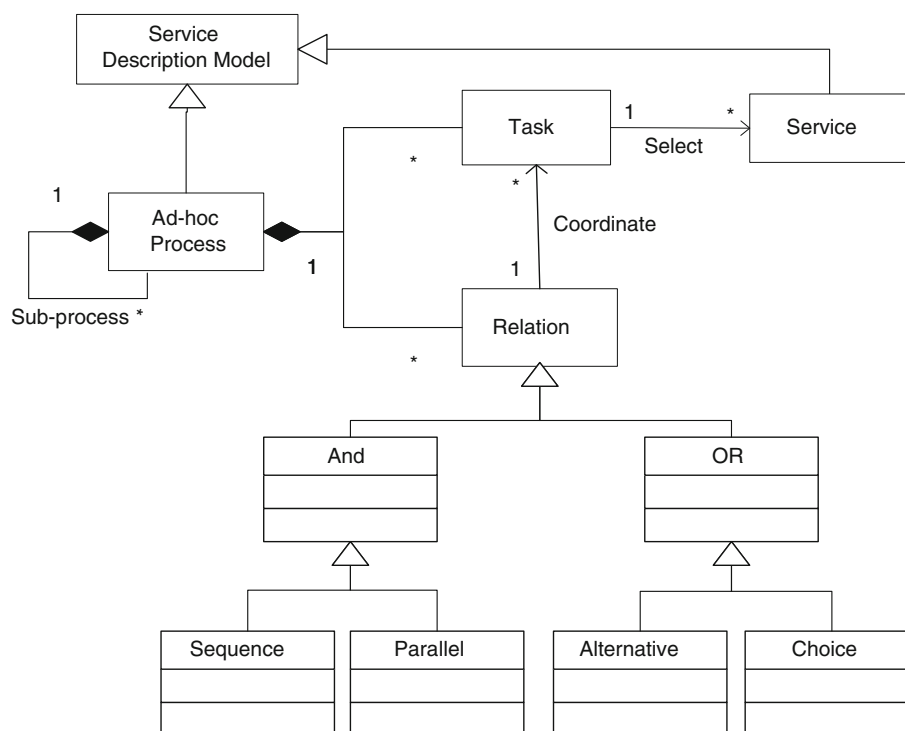 Service
Description Model
Task
1
*
Select
Service
*
*
1
Ad-hoc
Process
Coordinate
1
1
Sub-process *
Relation
*
And
OR
Sequence
Parallel
Alternative
Choice